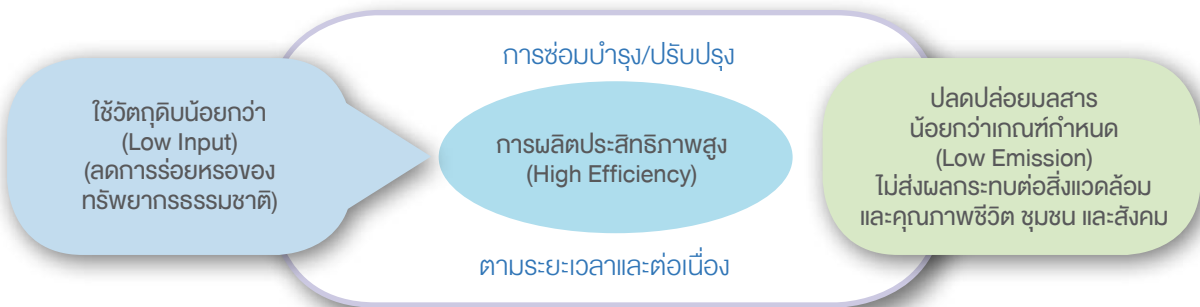 ใช้วัตถุดิบน้อยกว่า
(Low Input)
(ลดการร่อยหรอของ
ทรัพยากรธรรมชาติ)
การซ่อมบำรุง/ปรับปรุง
การผลิตประสิทธิภาพสูง
(High Efficiency)
ตามระยะเวลาและต่อเนื่อง
ปลดปล่อยมลสาร
น้อยกว่าเกณฑ์กำหนด
(Low Emission)
ไม่ส่งผลกระทบต่อสิ่งแวดล้อม
และคุณภาพชีวิต ชุมชน และสังคม